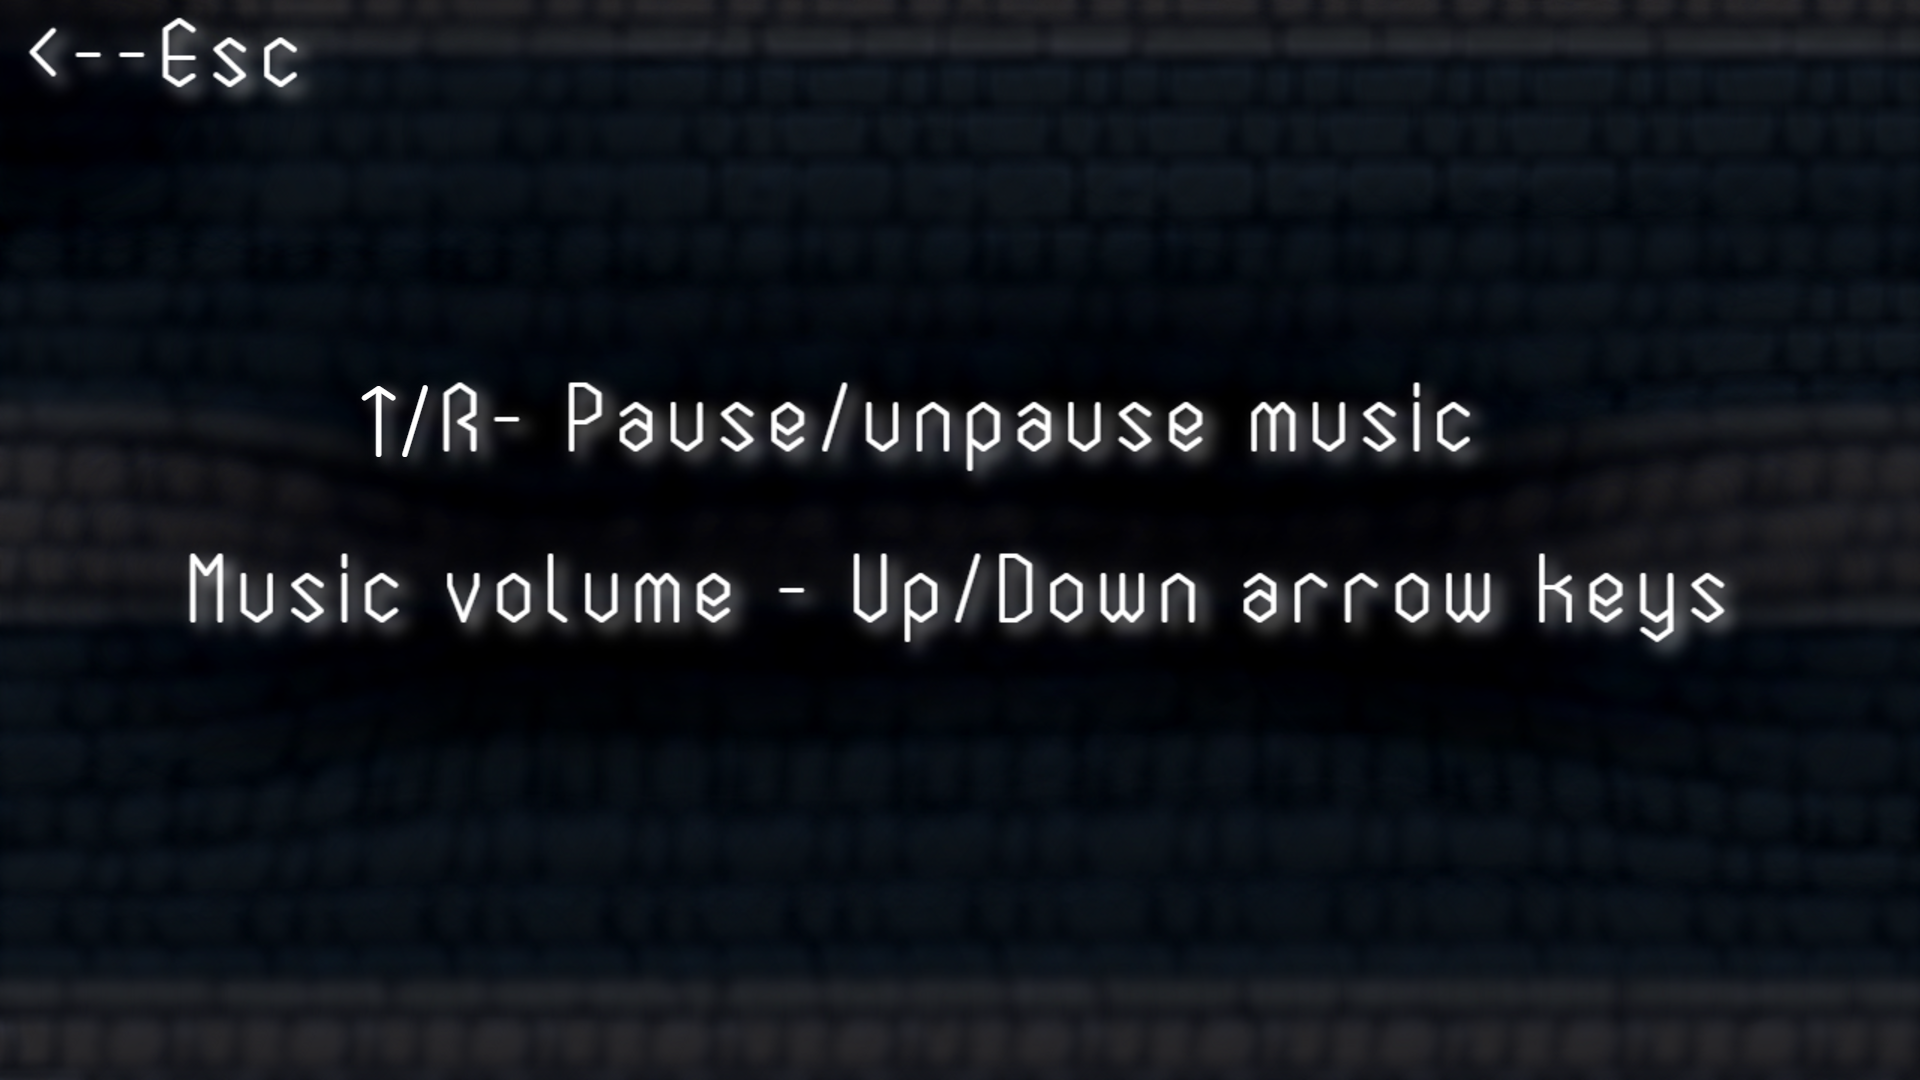 <--Esc
↑/R- Pause/unpause music
Music volume - Up/Down arrow keys